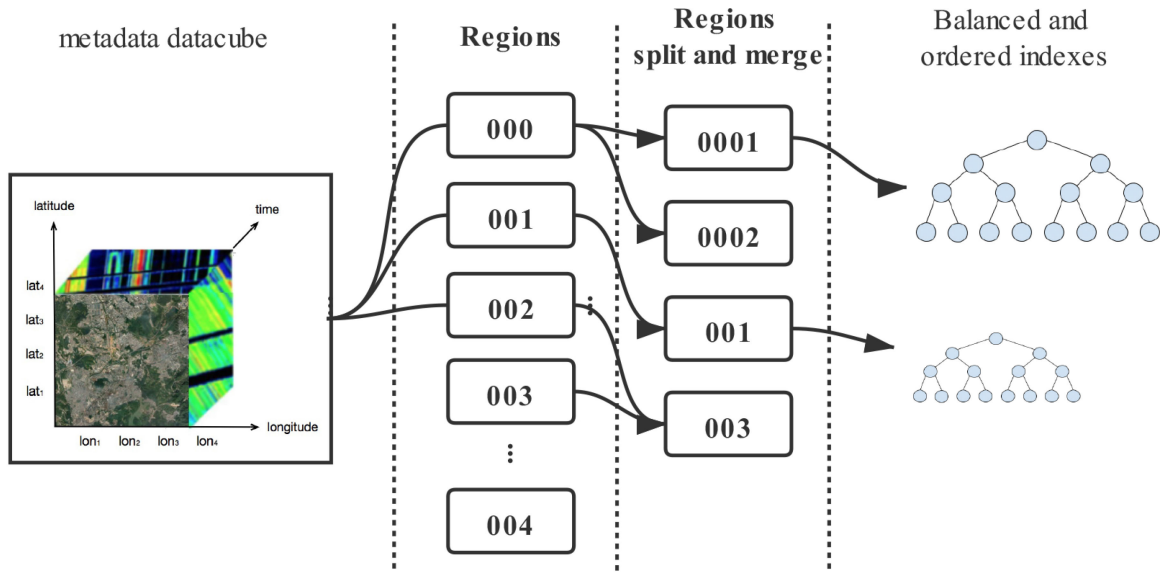 metadata datacube
Regions
Regions
split and merge
Balanced and
ordered indexes
latitude
time
lat₄
lat₃
lat₂
lat₁
lon₁ lon₂ lon₃ lon₄
longitude
000
001
002
003
⋮
004
0001
0002
001
003